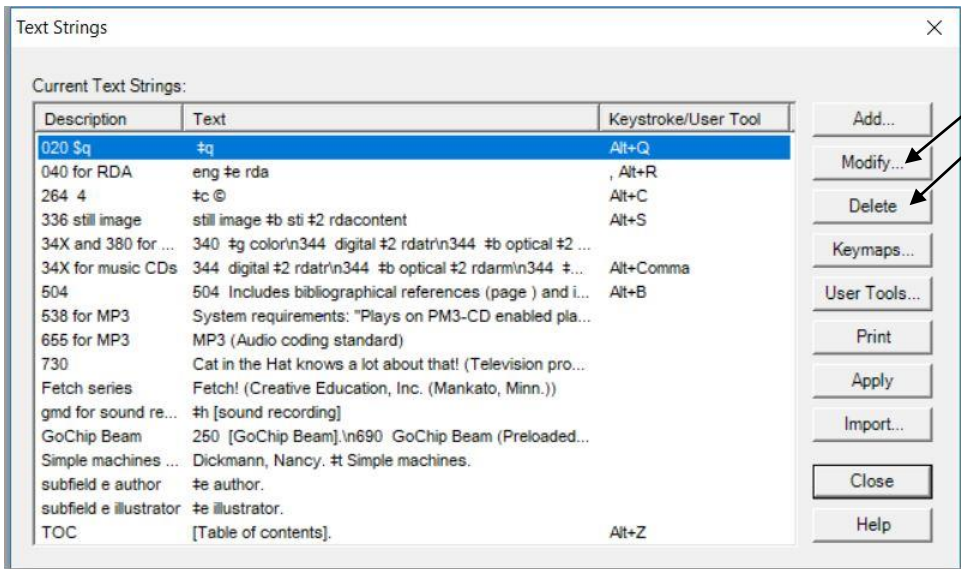 Text Strings
Current Text Strings:
Description Text Keystroke/User Tool
020 $q ‡q Alt+Q
040 for RDA eng ‡e rda , Alt+R
264 4 ‡c © Alt+C
336 still image still image ‡b sti ‡2 rdacontent Alt+S
34X and 380 for ... 340 ‡g color\n344 digital ‡2 rdatr\n344 ‡b optical ‡2 ...
34X for music CDs 344 digital ‡2 rdatr\n344 ‡b optical ‡2 rdarm\n344 ‡... Alt+Comma
504 504 Includes bibliographical references (page ) and i... Alt+B
538 for MP3 System requirements: "Plays on PM3-CD enabled pla...
655 for MP3 MP3 (Audio coding standard)
730 Cat in the Hat knows a lot about that! (Television pro...
Fetch series Fetch! (Creative Education, Inc. (Mankato, Minn.))
gmd for sound re... ‡h [sound recording]
GoChip Beam 250 [GoChip Beam].\n690 GoChip Beam (Preloaded...
Simple machines ... Dickmann, Nancy. ‡t Simple machines.
subfield e author ‡e author.
subfield e illustrator ‡e illustrator.
TOC [Table of contents]. Alt+Z
Add...
Modify...
Delete
Keymaps...
User Tools...
Print
Apply
Import...
Close
Help